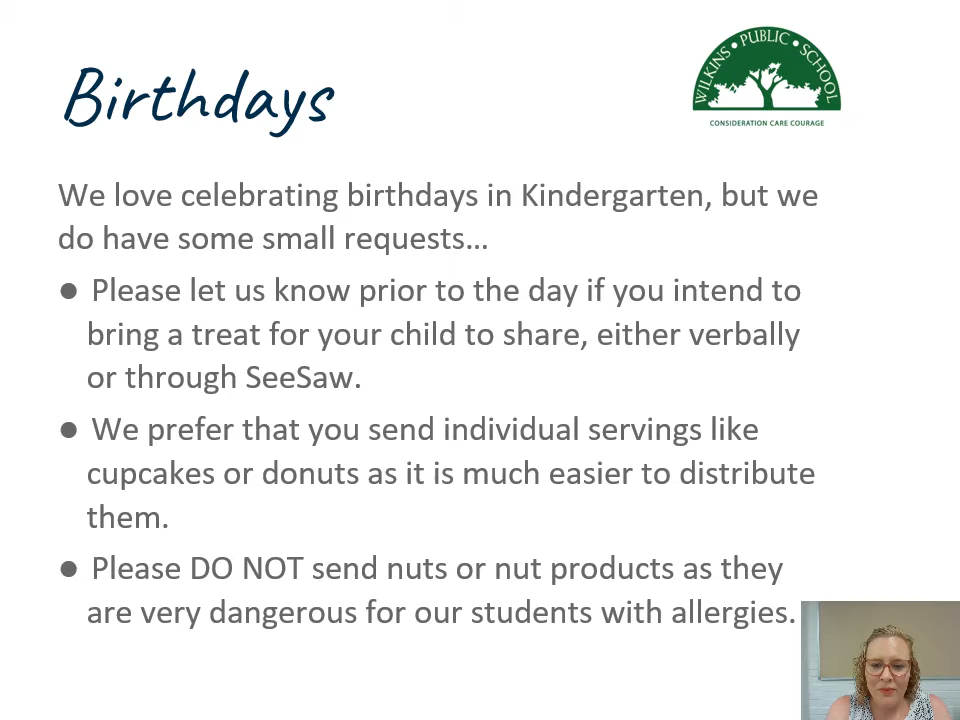 Birthdays
WILKINS • PUBLIC • SCHOOL
CONSIDERATION CARE COURAGE
We love celebrating birthdays in Kindergarten, but we
do have some small requests…
● Please let us know prior to the day if you intend to
bring a treat for your child to share, either verbally
or through SeeSaw.
● We prefer that you send individual servings like
cupcakes or donuts as it is much easier to distribute
them.
● Please DO NOT send nuts or nut products as they
are very dangerous for our students with allergies.